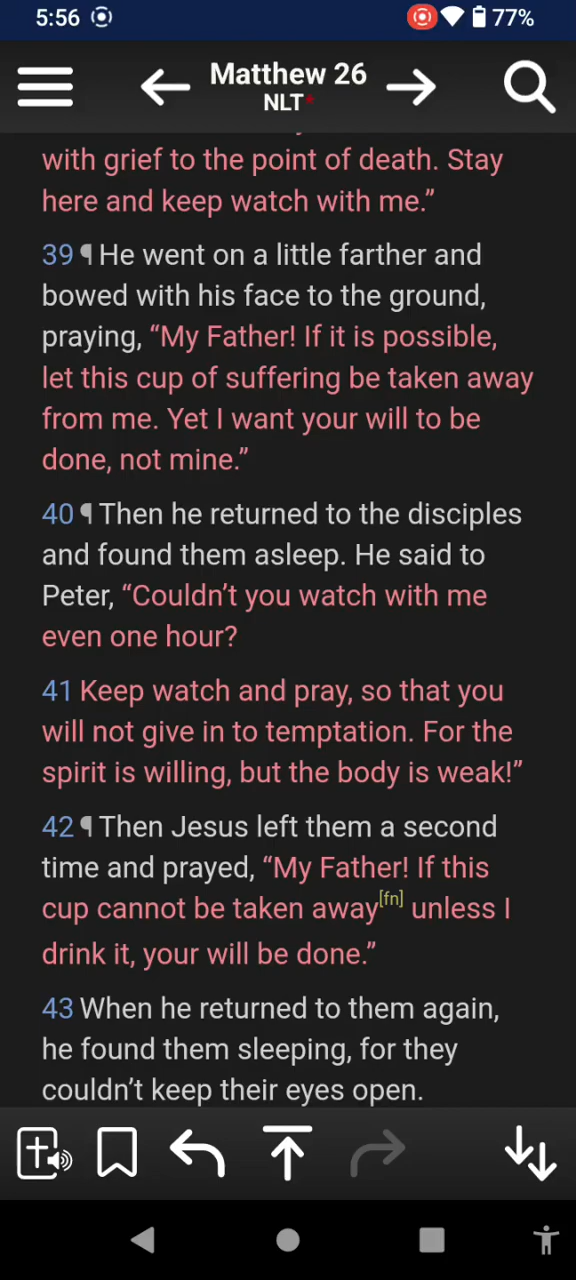 5:56
77%
Matthew 26
NLT*
with grief to the point of death. Stay
here and keep watch with me.”
39 ¶ He went on a little farther and
bowed with his face to the ground,
praying, “My Father! If it is possible,
let this cup of suffering be taken away
from me. Yet I want your will to be
done, not mine.”
40 ¶ Then he returned to the disciples
and found them asleep. He said to
Peter, “Couldn’t you watch with me
even one hour?
41 Keep watch and pray, so that you
will not give in to temptation. For the
spirit is willing, but the body is weak!”
42 ¶ Then Jesus left them a second
time and prayed, “My Father! If this
cup cannot be taken away[fn] unless I
drink it, your will be done.”
43 When he returned to them again,
he found them sleeping, for they
couldn’t keep their eyes open.